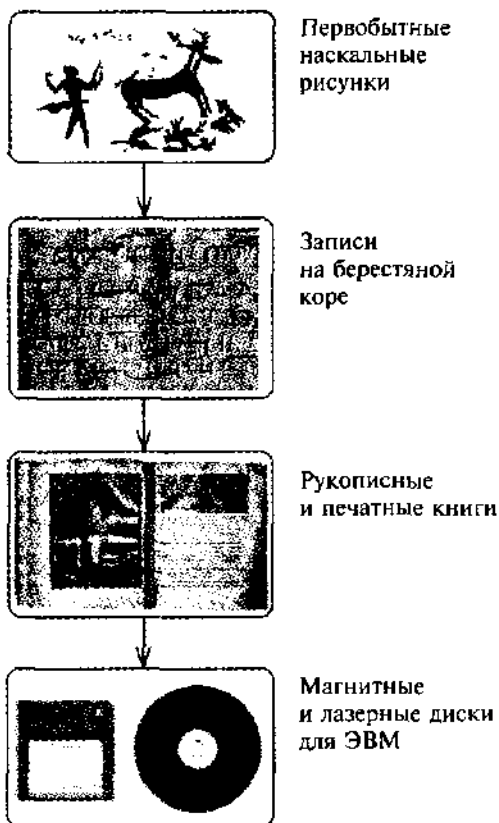 Первобытные
наскальные
рисунки
Записи
на берестяной
коре
Рукописные
и печатные книги
Магнитные
и лазерные диски
для ЭВМ